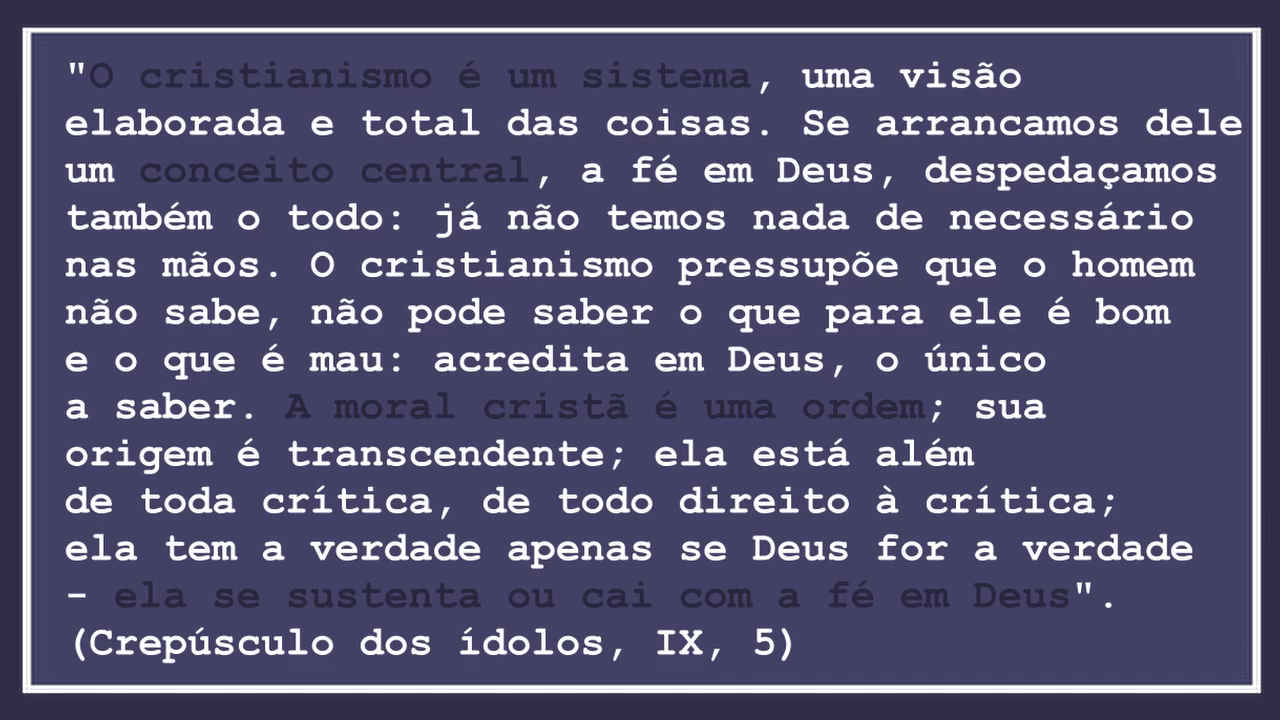 "O cristianismo é um sistema, uma visão
elaborada e total das coisas. Se arrancamos dele
um conceito central, a fé em Deus, despedaçamos
também o todo: já não temos nada de necessário
nas mãos. O cristianismo pressupõe que o homem
não sabe, não pode saber o que para ele é bom
e o que é mau: acredita em Deus, o único
a saber. A moral cristã é uma ordem; sua
origem é transcendente; ela está além
de toda crítica, de todo direito à crítica;
ela tem a verdade apenas se Deus for a verdade
– ela se sustenta ou cai com a fé em Deus".
(Crepúsculo dos ídolos, IX, 5)